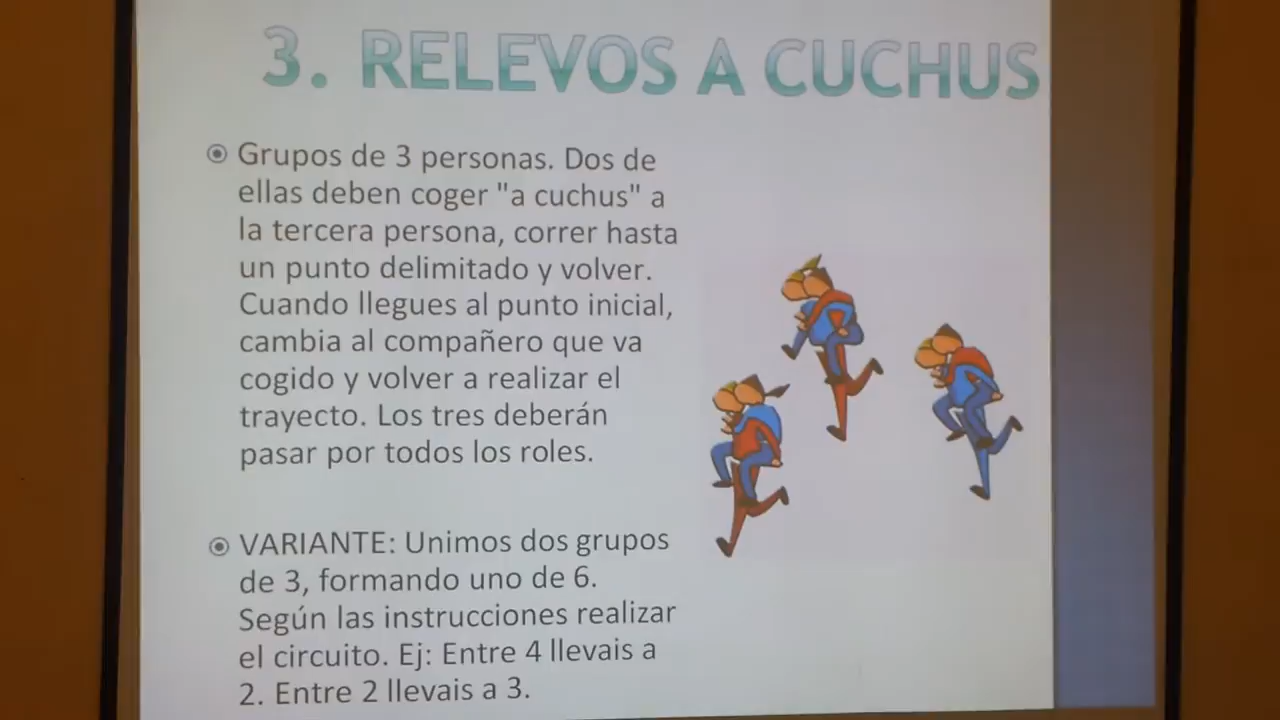 3. RELEVOS A CUCHUS
Grupos de 3 personas. Dos de
ellas deben coger "a cuchus" a
la tercera persona, correr hasta
un punto delimitado y volver.
Cuando llegues al punto inicial,
cambia al compañero que va
cogido y volver a realizar el
trayecto. Los tres deberán
pasar por todos los roles.
VARIANTE: Unimos dos grupos
de 3, formando uno de 6.
Según las instrucciones realizar
el circuito. Ej: Entre 4 llevais a
2. Entre 2 llevais a 3.